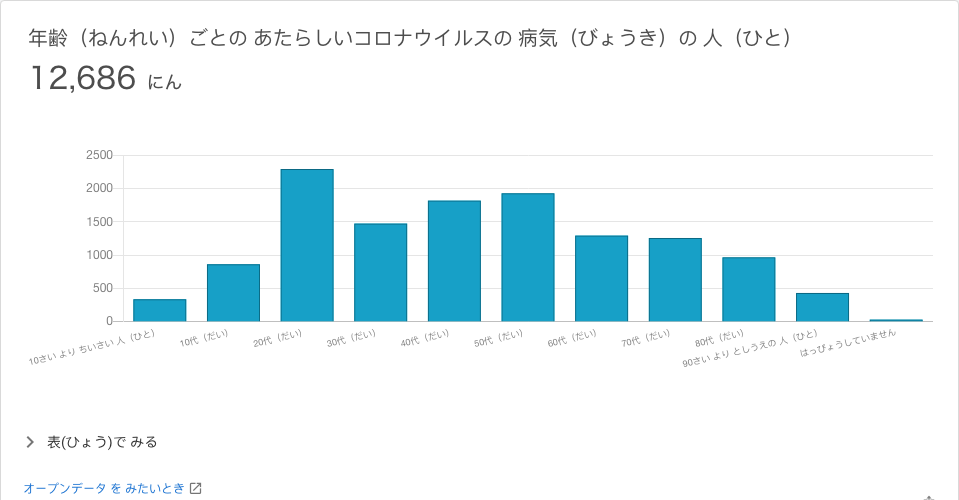 年齢（ねんれい）ごとの あたらしいコロナウイルスの 病気（びょうき）の 人（ひと）
12,686 にん
2500
2000
1500
1000
500
0
10さい より ちいさい 人（ひと）
10代（だい）
20代（だい）
30代（だい）
40代（だい）
50代（だい）
60代（だい）
70代（だい）
80代（だい）
90さい より としうえの 人（ひと）
はっぴょうしていません
表(ひょう)で みる
オープンデータ を みたいとき